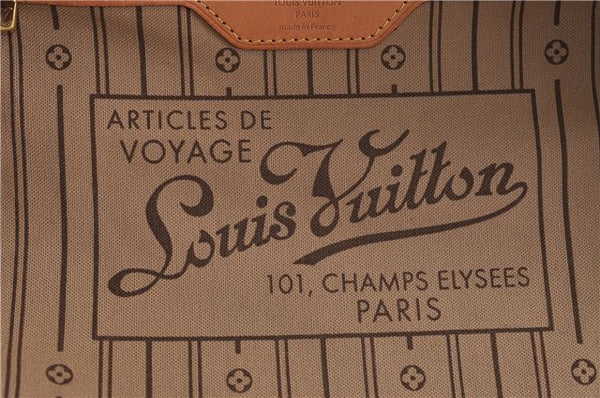 LOUIS VUITTON
PARIS
made in France
ARTICLES DE
VOYAGE
Louis Vuitton
101, CHAMPS ELYSEES
PARIS